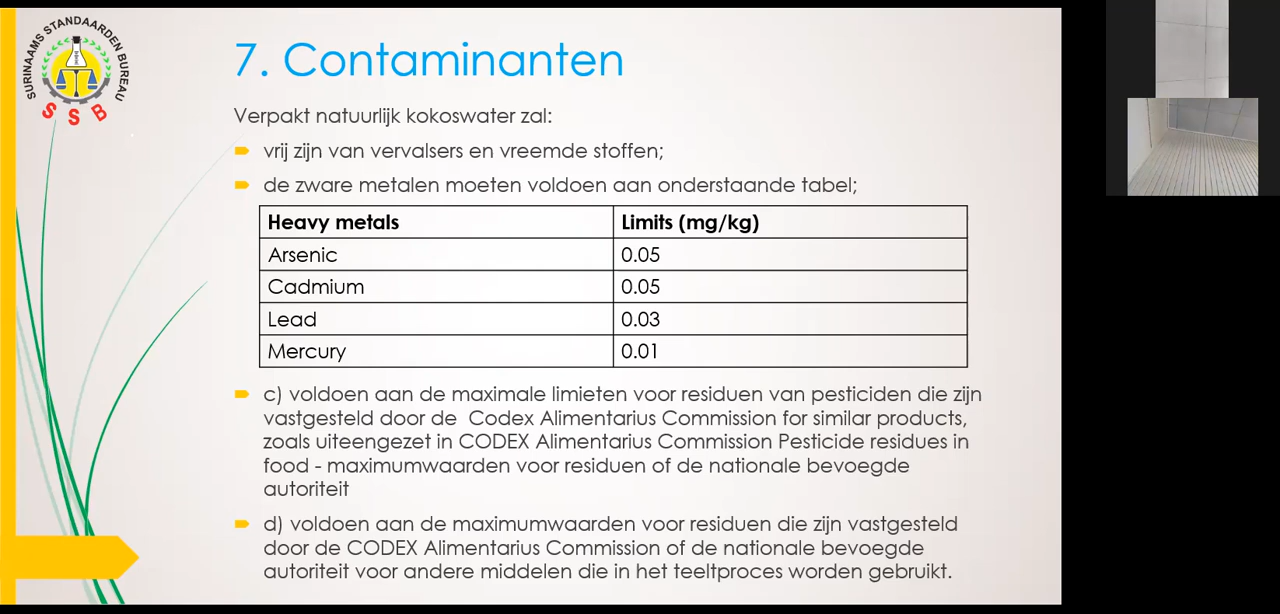 SURINAAMS STANDAARDEN BUREAU
S S B
7. Contaminanten
Verpakt natuurlijk kokoswater zal:
vrij zijn van vervalsers en vreemde stoffen;
de zware metalen moeten voldoen aan onderstaande tabel;
Heavy metals Limits (mg/kg)
Arsenic 0.05
Cadmium 0.05
Lead 0.03
Mercury 0.01
c) voldoen aan de maximale limieten voor residuen van pesticiden die zijn
vastgesteld door de Codex Alimentarius Commission for similar products,
zoals uiteengezet in CODEX Alimentarius Commission Pesticide residues in
food - maximumwaarden voor residuen of de nationale bevoegde
autoriteit
d) voldoen aan de maximumwaarden voor residuen die zijn vastgesteld
door de CODEX Alimentarius Commission of de nationale bevoegde
autoriteit voor andere middelen die in het teeltproces worden gebruikt.